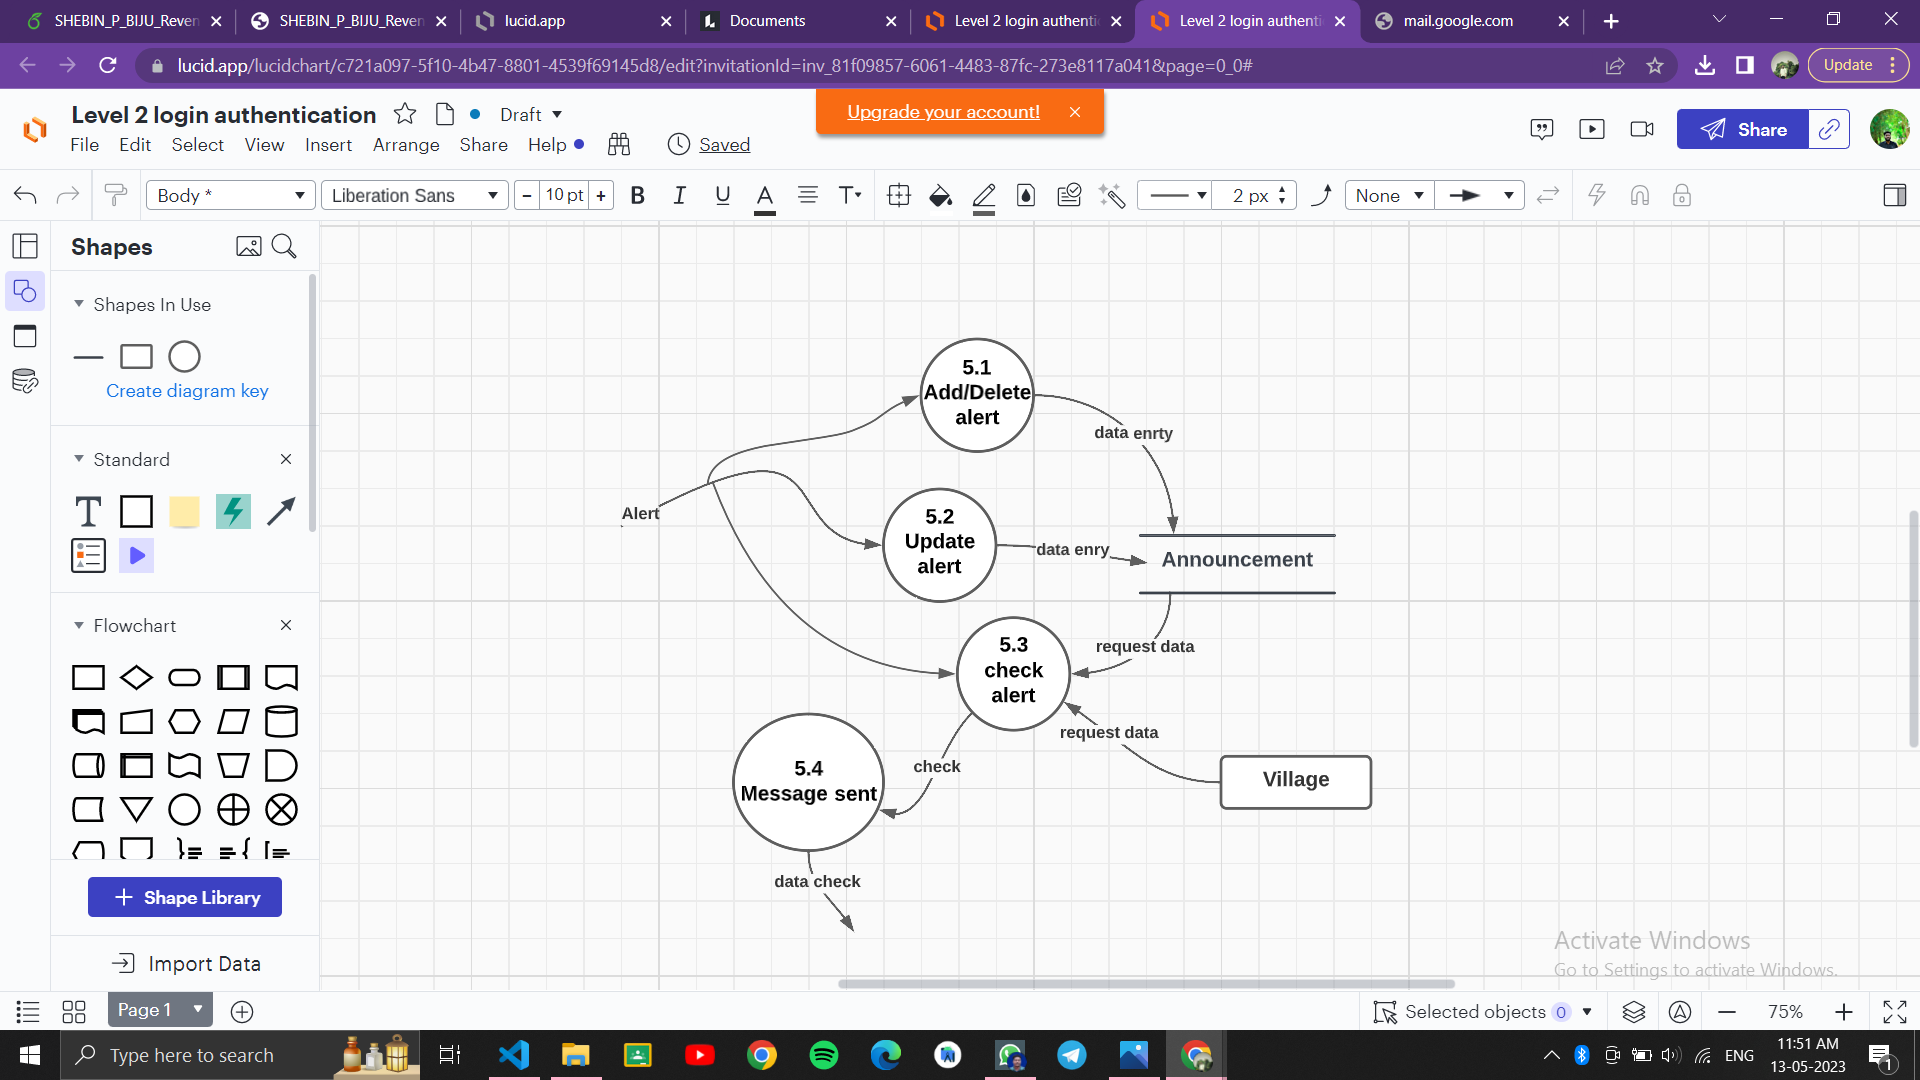 SHEBIN_P_BIJU_Reven
SHEBIN_P_BIJU_Reven
lucid.app
Documents
Level 2 login authenti
Level 2 login authenti
mail.google.com
lucid.app/lucidchart/c721a097-5f10-4b47-8801-4539f69145d8/edit?invitationId=inv_81f09857-6061-4483-87fc-273e8117a041&page=0_0#
Update
Level 2 login authentication
Draft
Upgrade your account!
File Edit Select View Insert Arrange Share Help
Saved
Share
Body *
Liberation Sans
10 pt
B I U A T
2 px
None
Shapes
Shapes In Use
Create diagram key
Standard
T
Flowchart
Shape Library
Import Data
5.1
Add/Delete
alert
data enrty
Alert
5.2
Update
alert
data enry
Announcement
5.3
check
alert
request data
request data
5.4
Message sent
check
Village
data check
Activate Windows
Go to Settings to activate Windows.
Page 1
Selected objects 0
75%
Type here to search
ENG
11:51 AM
13-05-2023
1